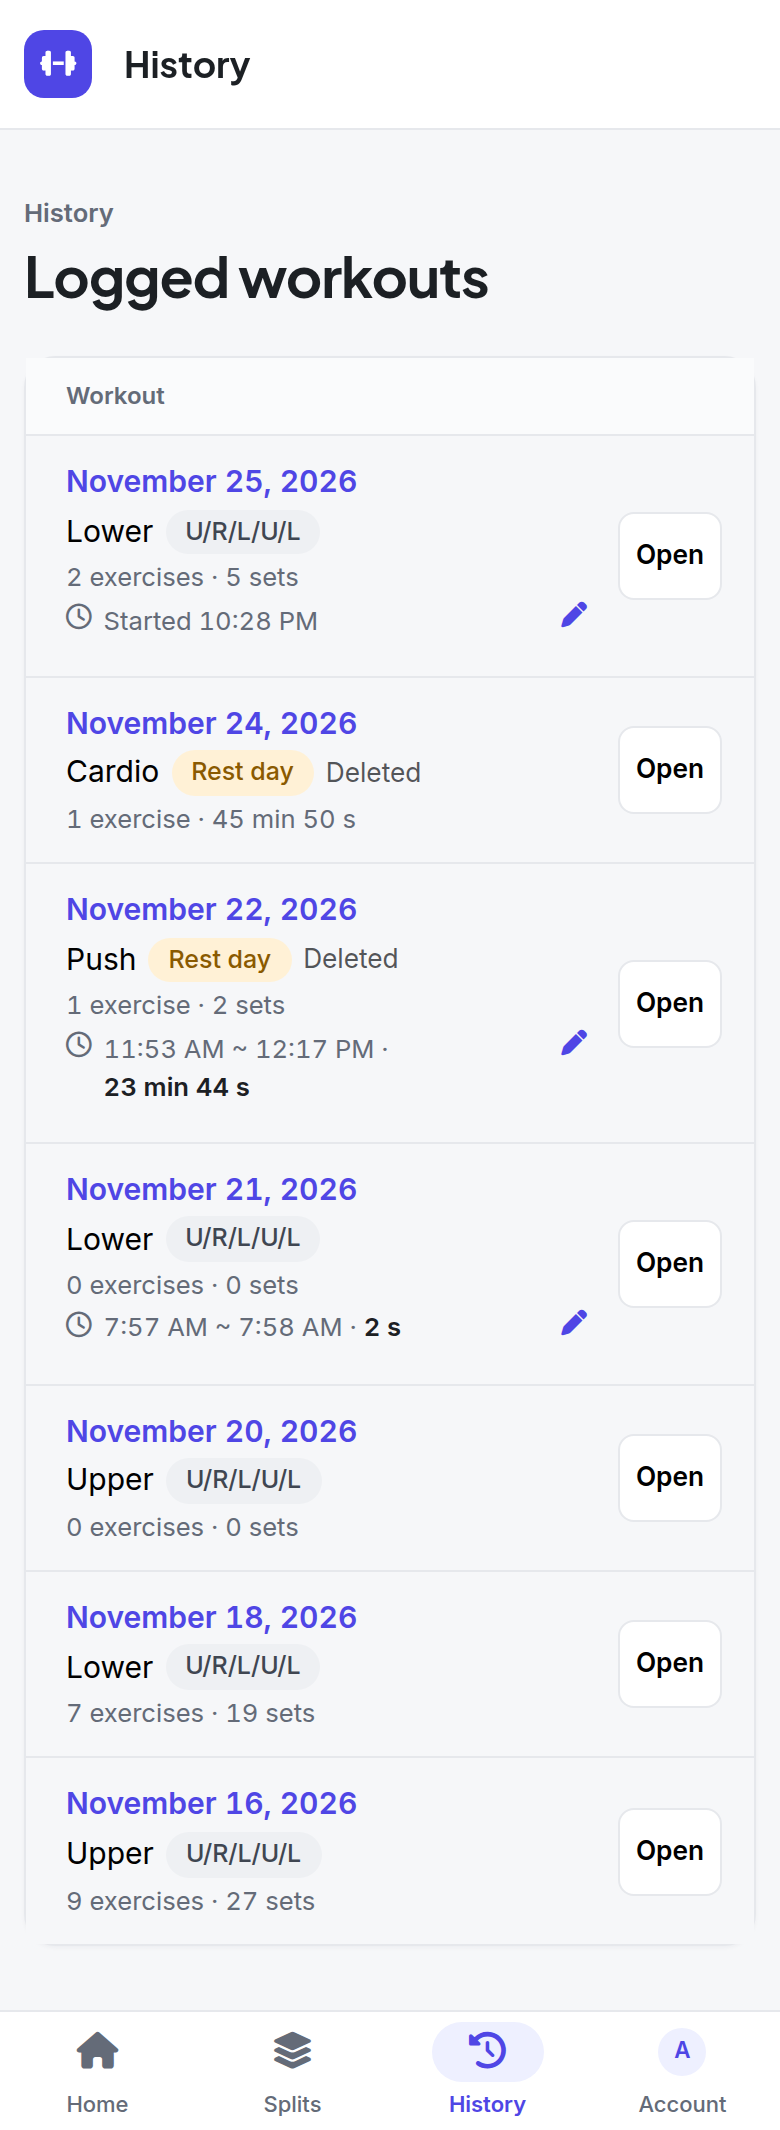 History
History
Logged workouts
Workout
November 25, 2026
Lower U/R/L/U/L
2 exercises · 5 sets
Started 10:28 PM
Open
November 24, 2026
Cardio Rest day Deleted
1 exercise · 45 min 50 s
Open
November 22, 2026
Push Rest day Deleted
1 exercise · 2 sets
11:53 AM ~ 12:17 PM ·
23 min 44 s
Open
November 21, 2026
Lower U/R/L/U/L
0 exercises · 0 sets
7:57 AM ~ 7:58 AM · 2 s
Open
November 20, 2026
Upper U/R/L/U/L
0 exercises · 0 sets
Open
November 18, 2026
Lower U/R/L/U/L
7 exercises · 19 sets
Open
November 16, 2026
Upper U/R/L/U/L
9 exercises · 27 sets
Open
Home
Splits
History
A
Account